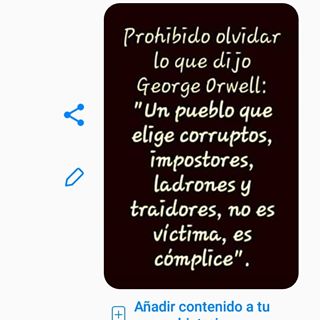 Prohibido olvidar
lo que dijo
George Orwell:
"Un pueblo que
elige corruptos,
impostores,
ladrones y
traidores, no es
víctima, es
cómplice".
Añadir contenido a tu